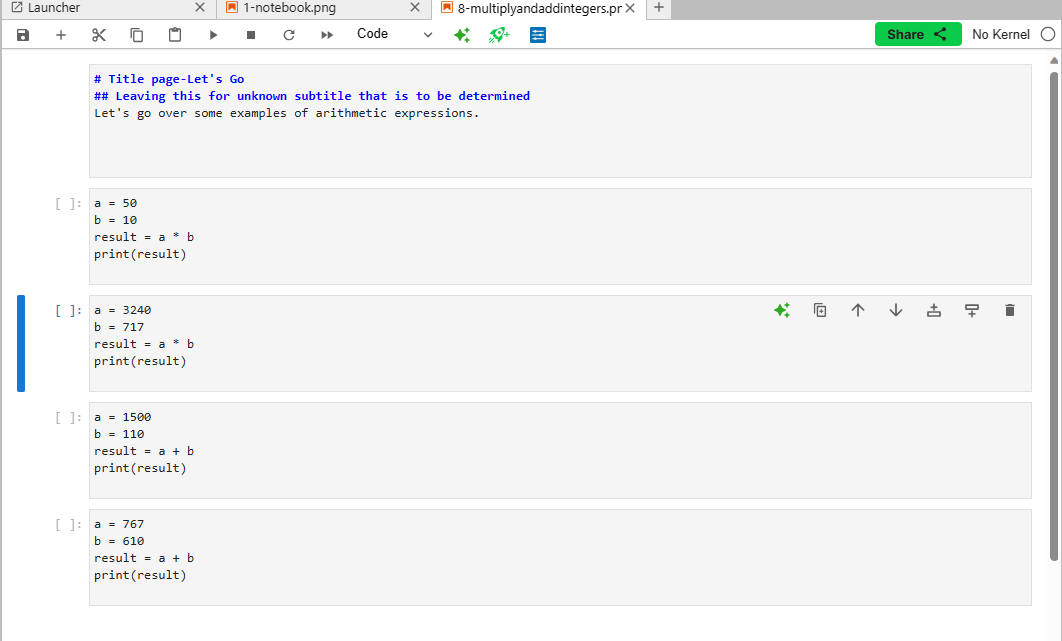 Launcher
1-notebook.png
8-multiplyandaddintegers.pr
Code
Share
No Kernel
# Title page-Let's Go
## Leaving this for unknown subtitle that is to be determined
Let's go over some examples of arithmetic expressions.
[ ]:
a = 50
b = 10
result = a * b
print(result)
[ ]:
a = 3240
b = 717
result = a * b
print(result)
[ ]:
a = 1500
b = 110
result = a + b
print(result)
[ ]:
a = 767
b = 610
result = a + b
print(result)